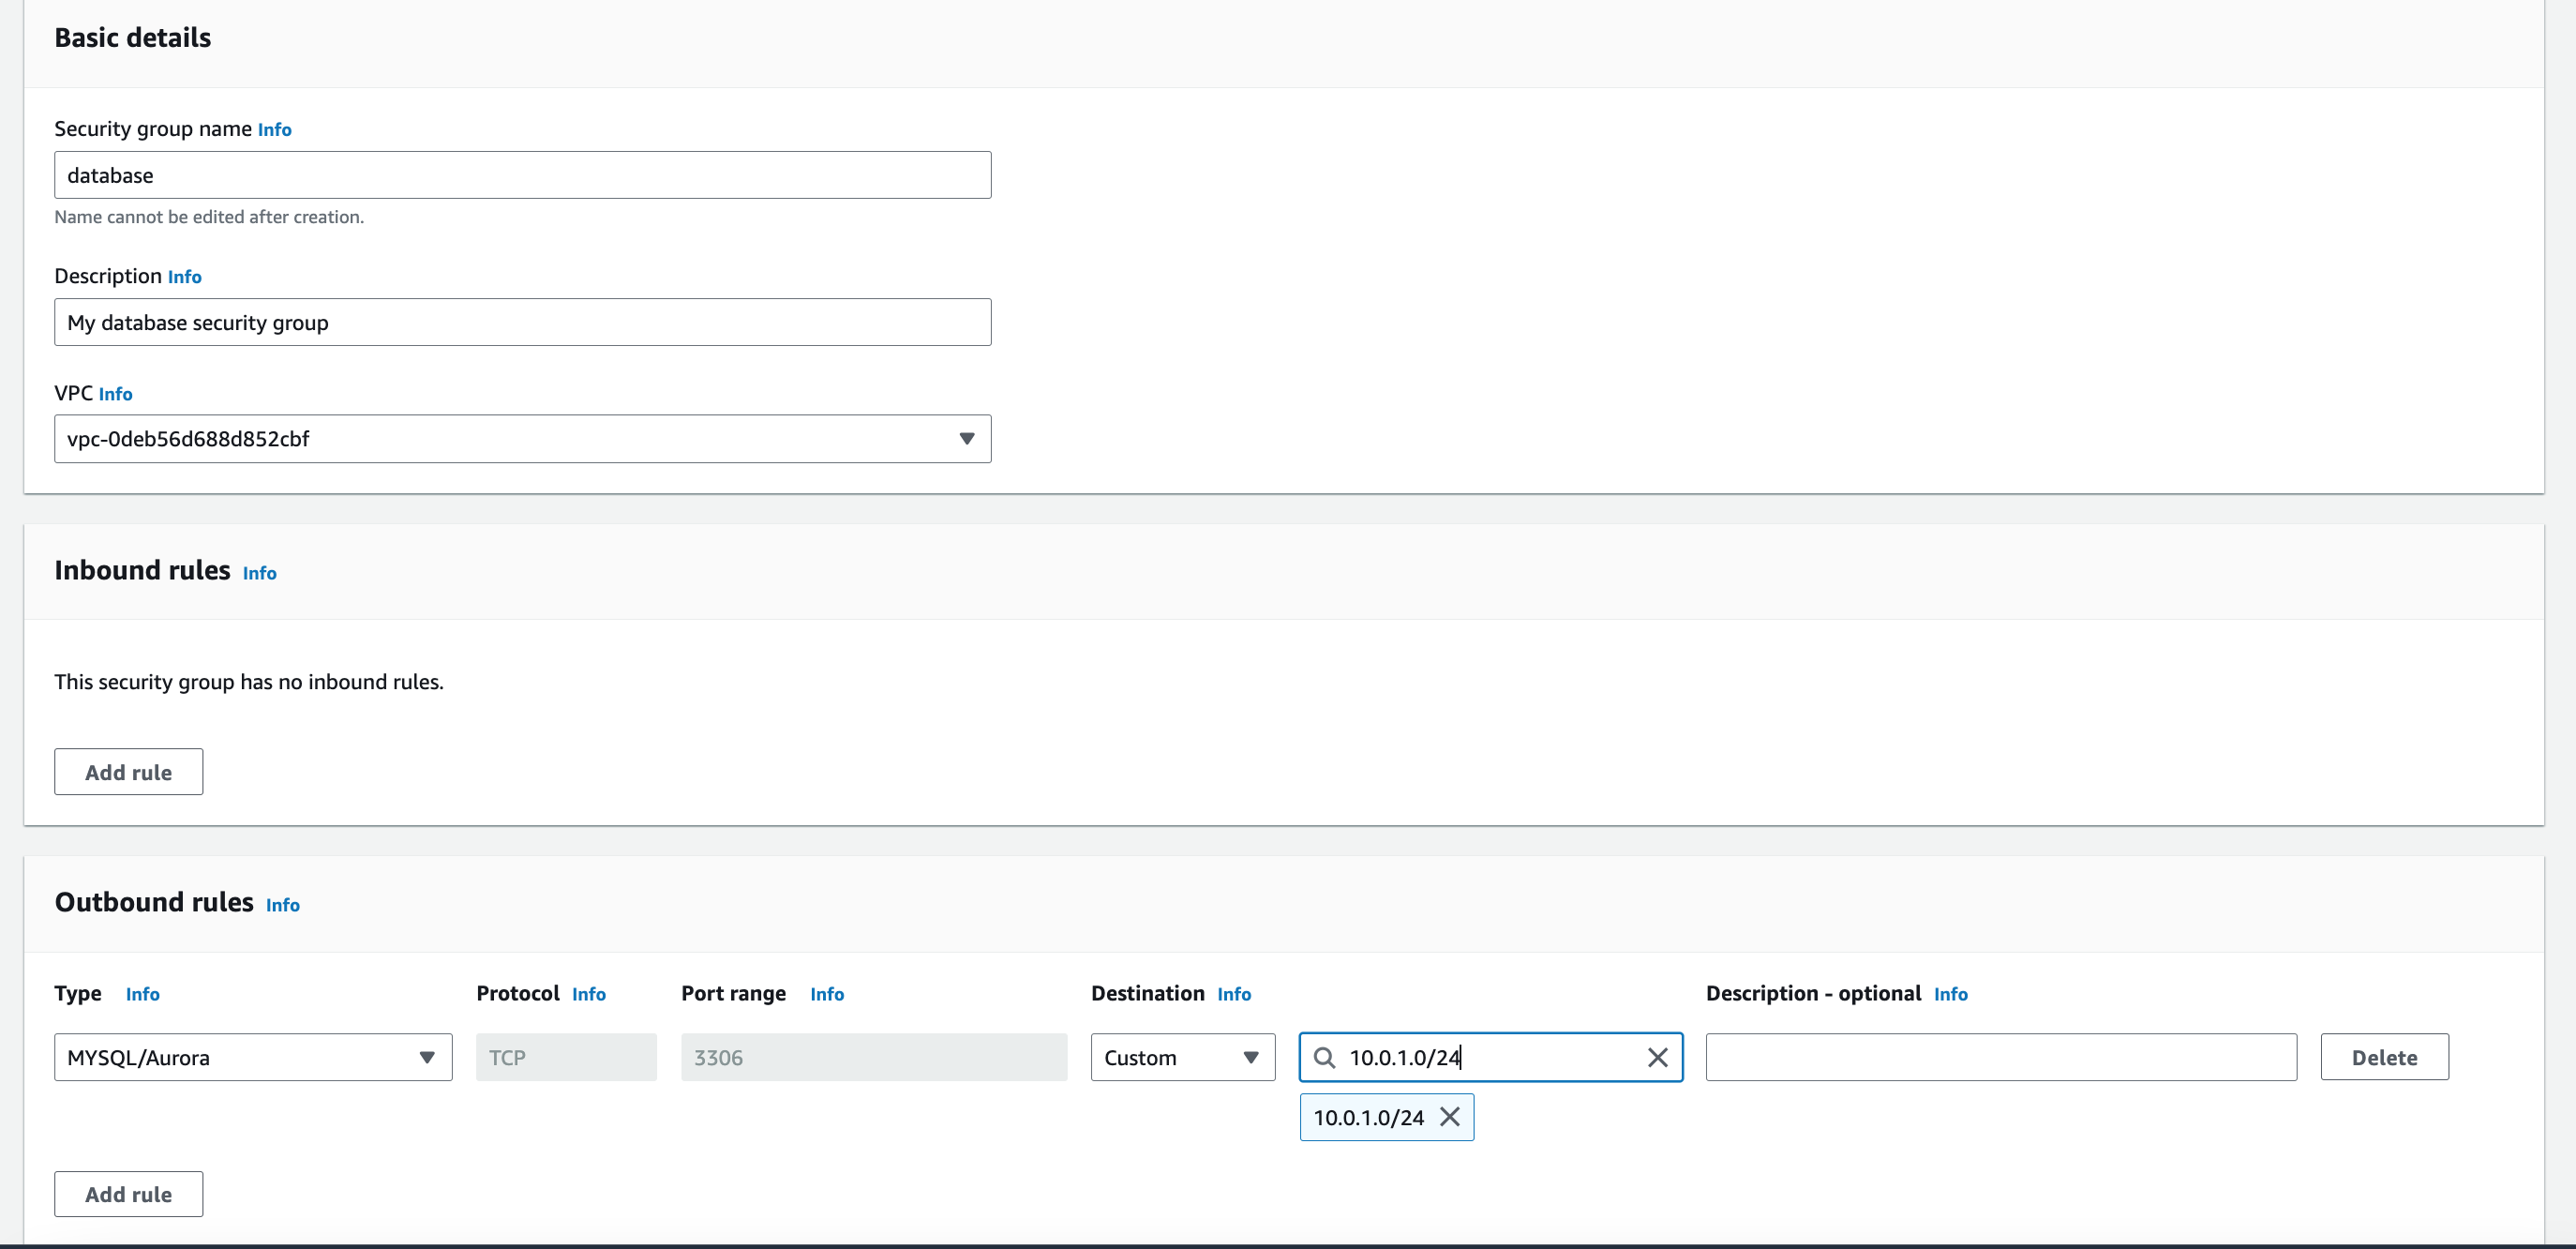 Basic details
Security group name Info
database
Name cannot be edited after creation.
Description Info
My database security group
VPC Info
vpc-0deb56d688d852cbf
Inbound rules Info
This security group has no inbound rules.
Add rule
Outbound rules Info
Type Info Protocol Info Port range Info Destination Info Description - optional Info
MYSQL/Aurora TCP 3306 Custom 10.0.1.0/24 Delete
10.0.1.0/24
Add rule